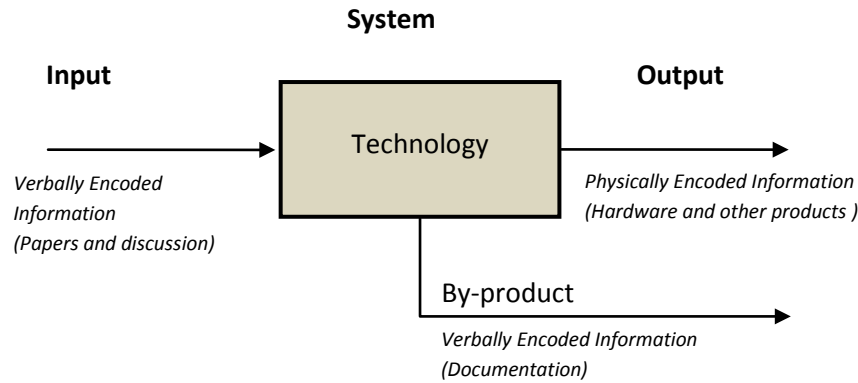 System
Input
Output
Technology
Verbally Encoded
Information
(Papers and discussion)
Physically Encoded Information
(Hardware and other products )
By-product
Verbally Encoded Information
(Documentation)